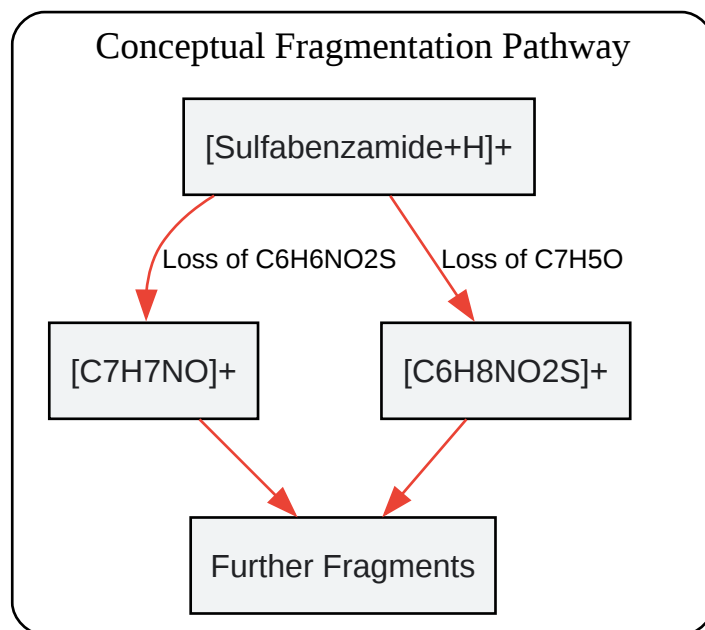 Conceptual Fragmentation Pathway
[Sulfabenzamide+H]+
Loss of C6H6NO2S
Loss of C7H5O
[C7H7NO]+
[C6H8NO2S]+
Further Fragments